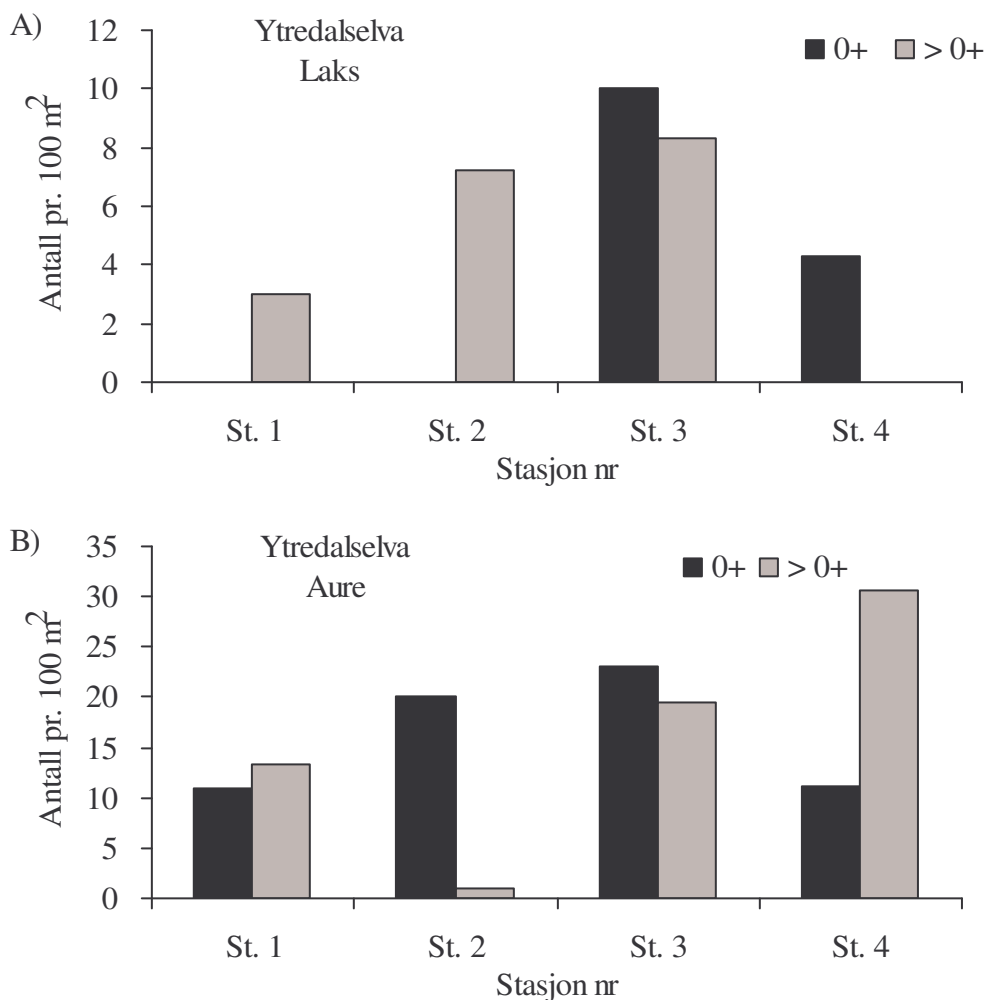 A)
Ytredalselva
Laks
0+ > 0+
Antall pr. 100 m²
12
10
8
6
4
2
0
St. 1 St. 2 St. 3 St. 4
Stasjon nr
B)
Ytredalselva
Aure
0+ > 0+
Antall pr. 100 m²
35
30
25
20
15
10
5
0
St. 1 St. 2 St. 3 St. 4
Stasjon nr